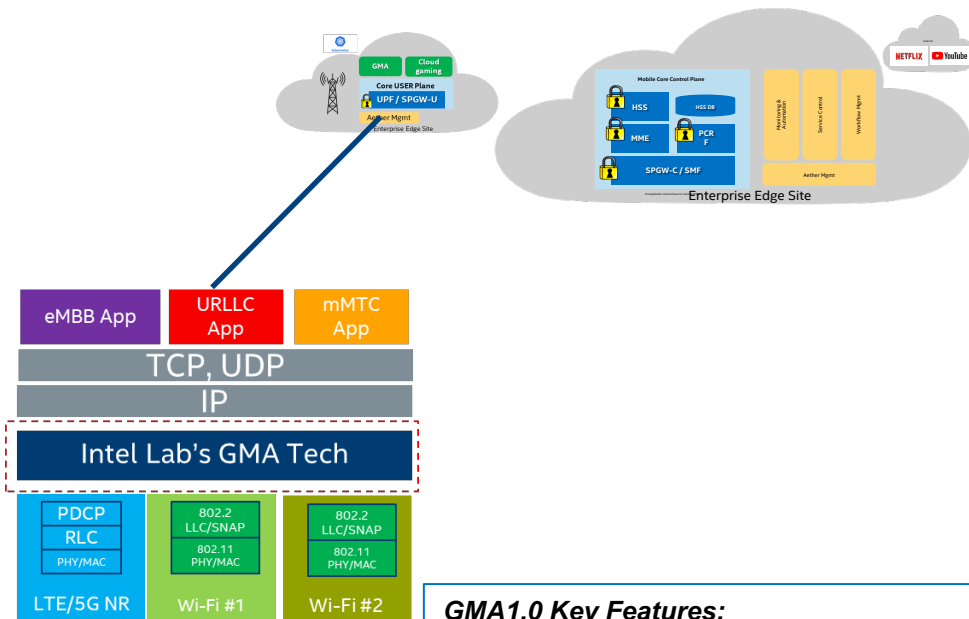 kubernetes
GMA
Cloud
gaming
Core USER Plane
UPF / SPGW-U
Aether Mgmt
Enterprise Edge Site
NETFLIX
YouTube
Mobile Core Control Plane
HSS
HSS DB
MME
PCR
F
SPGW-C / SMF
Monitoring &
Automation
Service Control
Workflow Mgmt
Aether Mgmt
Enterprise Edge Site
eMBB App
URLLC
App
mMTC
App
TCP, UDP
IP
Intel Lab's GMA Tech
PDCP
RLC
PHY/MAC
LTE/5G NR
802.2
LLC/SNAP
802.11
PHY/MAC
Wi-Fi #1
802.2
LLC/SNAP
802.11
PHY/MAC
Wi-Fi #2
GMA1.0 Key Features: